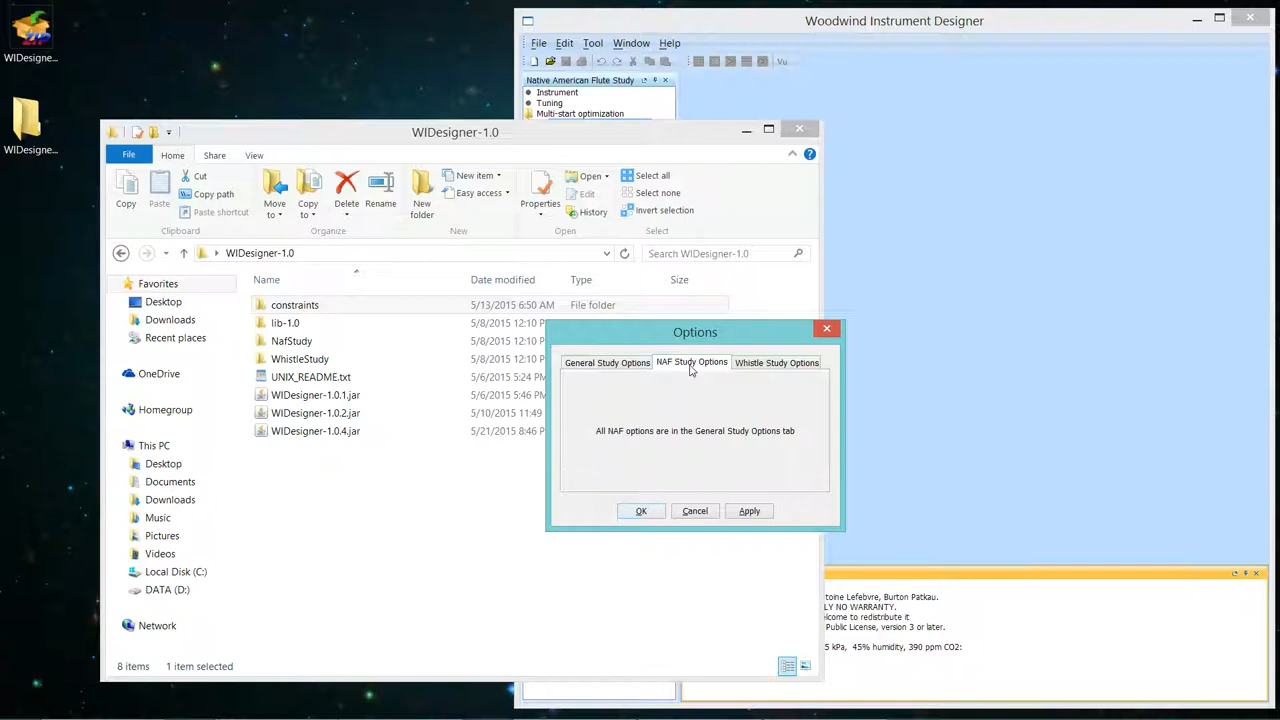 WIDesigne...
WIDesigne...
Woodwind Instrument Designer
File Edit Tool Window Help
Vu
Native American Flute Study
Instrument
Tuning
Multi-start optimization
WIDesigner-1.0
File Home Share View
Copy
Paste
Cut
Copy path
Paste shortcut
Clipboard
Move to
Copy to
Delete
Rename
Organize
New folder
New item
Easy access
New
Properties
Open
Edit
History
Open
Select all
Select none
Invert selection
Select
WIDesigner-1.0
Search WIDesigner-1.0
Favorites
Desktop
Downloads
Recent places
OneDrive
Homegroup
This PC
Desktop
Documents
Downloads
Music
Pictures
Videos
Local Disk (C:)
DATA (D:)
Network
Name Date modified Type Size
constraints 5/13/2015 6:50 AM File folder
lib-1.0 5/8/2015 12:10 P
NafStudy 5/8/2015 12:10 P
WhistleStudy 5/8/2015 12:10 P
UNIX_README.txt 5/6/2015 5:24 PM
WIDesigner-1.0.1.jar 5/6/2015 5:46 PM
WIDesigner-1.0.2.jar 5/10/2015 11:49
WIDesigner-1.0.4.jar 5/21/2015 8:46 P
8 items 1 item selected
Options
General Study Options NAF Study Options Whistle Study Options
All NAF options are in the General Study Options tab
OK Cancel Apply
toine Lefebvre, Burton Patkau.
LY NO WARRANTY.
elcome to redistribute it
Public License, version 3 or later.
5 kPa, 45% humidity, 390 ppm CO2: